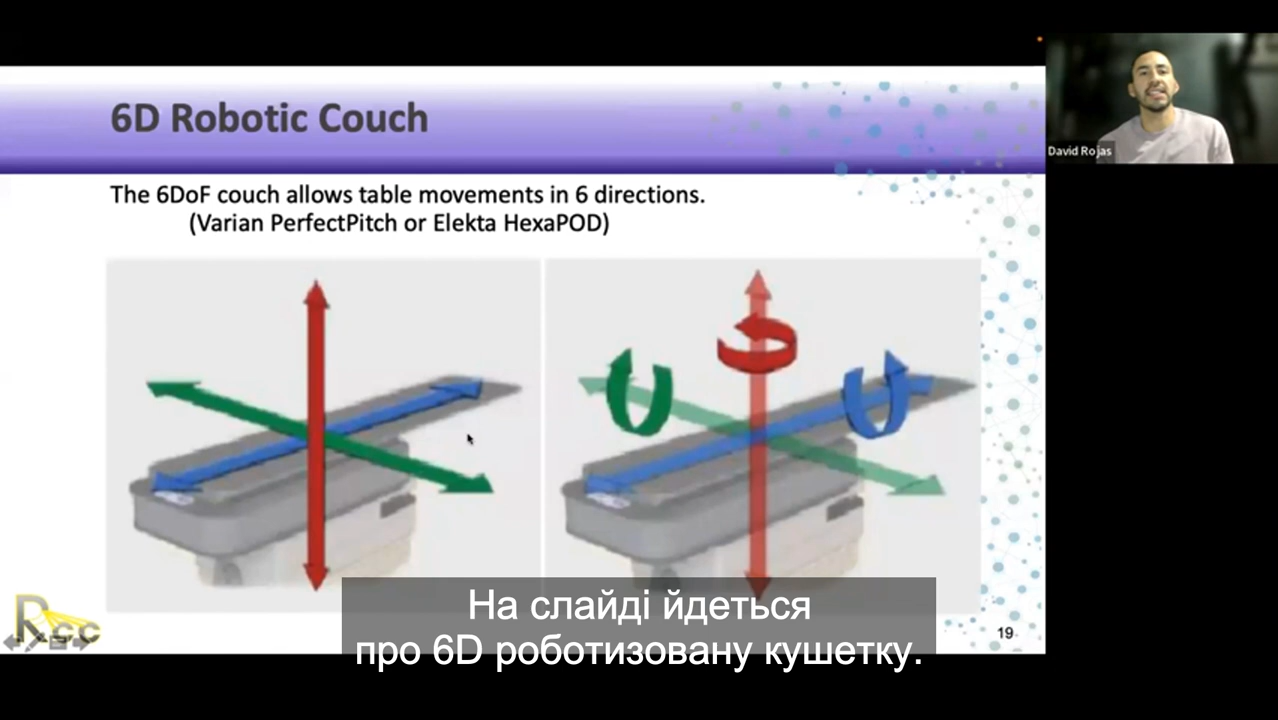 6D Robotic Couch
David Rojas
The 6DoF couch allows table movements in 6 directions.
(Varian PerfectPitch or Elekta HexaPOD)
Rcc
19
На слайді йдеться
про 6D роботизовану кушетку.